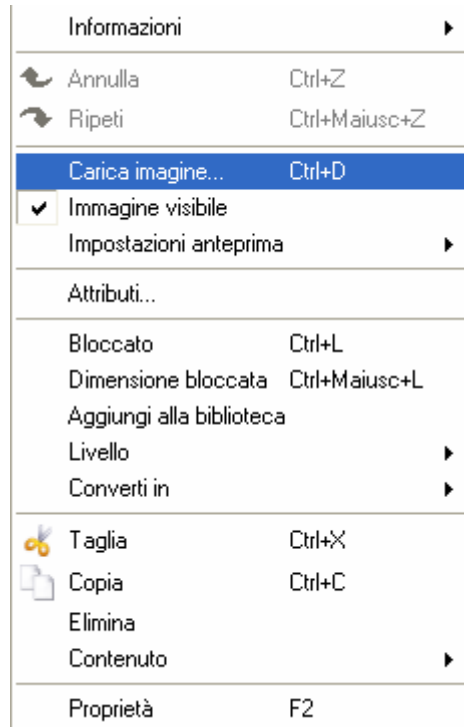 Informazioni
Annulla Ctrl+Z
Ripeti Ctrl+Maiusc+Z
Carica imagine... Ctrl+D
Immagine visibile
Impostazioni anteprima
Attributi...
Bloccato Ctrl+L
Dimensione bloccata Ctrl+Maiusc+L
Aggiungi alla biblioteca
Livello
Converti in
Taglia Ctrl+X
Copia Ctrl+C
Elimina
Contenuto
Proprietà F2